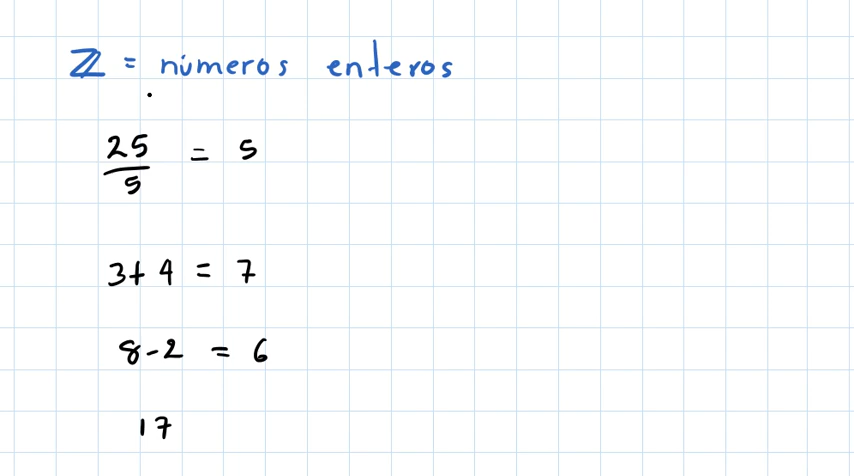 ℤ = números enteros
25/5 = 5
3+4 = 7
8-2 = 6
17